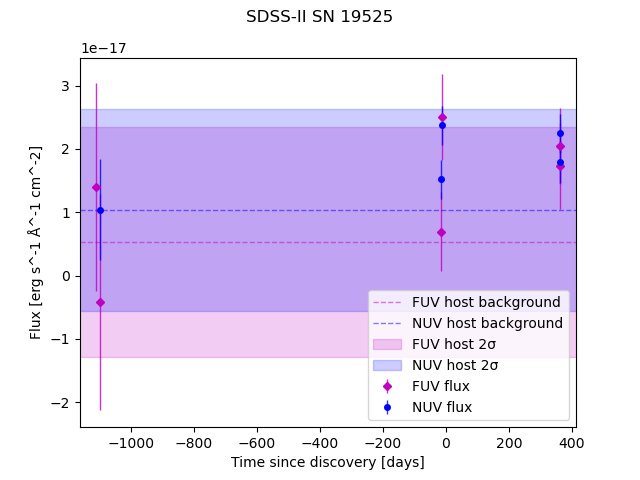 SDSS-II SN 19525
1e−17
3
2
1
0
−1
−2
Flux [erg s^-1 Å^-1 cm^-2]
FUV host background
NUV host background
FUV host 2σ
NUV host 2σ
FUV flux
NUV flux
−1000 −800 −600 −400 −200 0 200 400
Time since discovery [days]